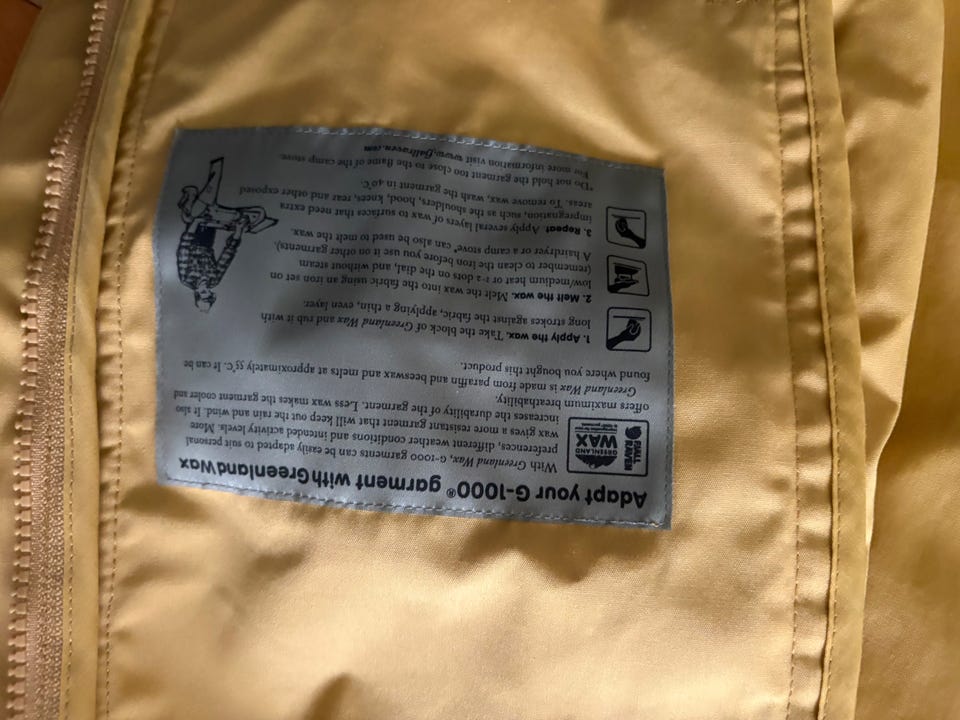 Adapt your G-1000® garment with Greenland Wax
FJÄLL
RÄVEN
GREENLAND
WAX
With Greenland Wax, G-1000 garments can be easily adapted to suit personal
preferences, different weather conditions and intended activity levels. More
wax gives a more resistant garment that will keep out the rain and wind. It also
increases the durability of the garment. Less wax makes the garment cooler and
offers maximum breathability.
Greenland Wax is made from paraffin and beeswax and melts at approximately 55°C. It can be
found where you bought this product.
1. Apply the wax. Take the block of Greenland Wax and rub it with
long strokes against the fabric, applying a thin, even layer.
2. Melt the wax. Melt the wax into the fabric using an iron set on
low/medium heat or 1-2 dots on the dial, and without steam
(remember to clean the iron before you use it on other garments).
A hairdryer or a camp stove* can also be used to melt the wax.
3. Repeat Apply several layers of wax to surfaces that need extra
impregnation, such as the shoulders, hood, knees, rear and other exposed
areas. To remove wax, wash the garment in 40°C.
*Do not hold the garment too close to the flame of the camp stove.
For more information visit www.fjallraven.com